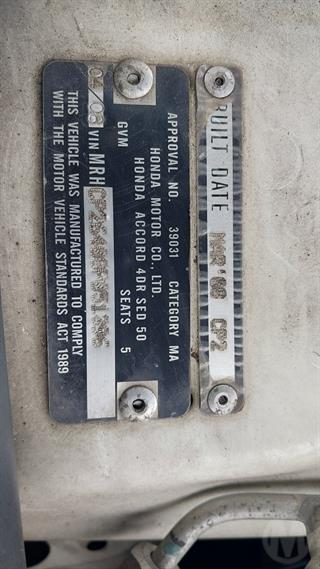 BUILT DATE MAR'08 CP2
APPROVAL NO. 39031 CATEGORY MA
HONDA MOTOR CO., LTD.
HONDA ACCORD 4DR SED 50
GVM SEATS 5
VIN MRH
THIS VEHICLE WAS MANUFACTURED TO COMPLY
WITH THE MOTOR VEHICLE STANDARDS ACT 1989